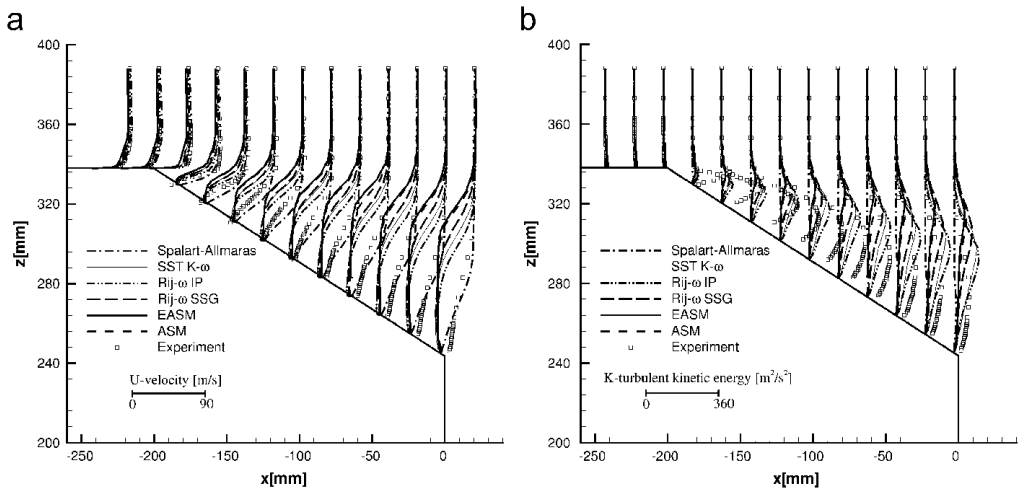 a
400
360
320
280
240
200
z[mm]
Spalart-Allmaras
SST K-ω
Rij-ω IP
Rij-ω SSG
EASM
ASM
Experiment
U-velocity [m/s]
0 90
-250 -200 -150 -100 -50 0
x[mm]
b
400
360
320
280
240
200
z[mm]
Spalart-Allmaras
SST K-ω
Rij-ω IP
Rij-ω SSG
EASM
ASM
Experiment
K-turbulent kinetic energy [m²/s²]
0 360
-250 -200 -150 -100 -50 0
x[mm]